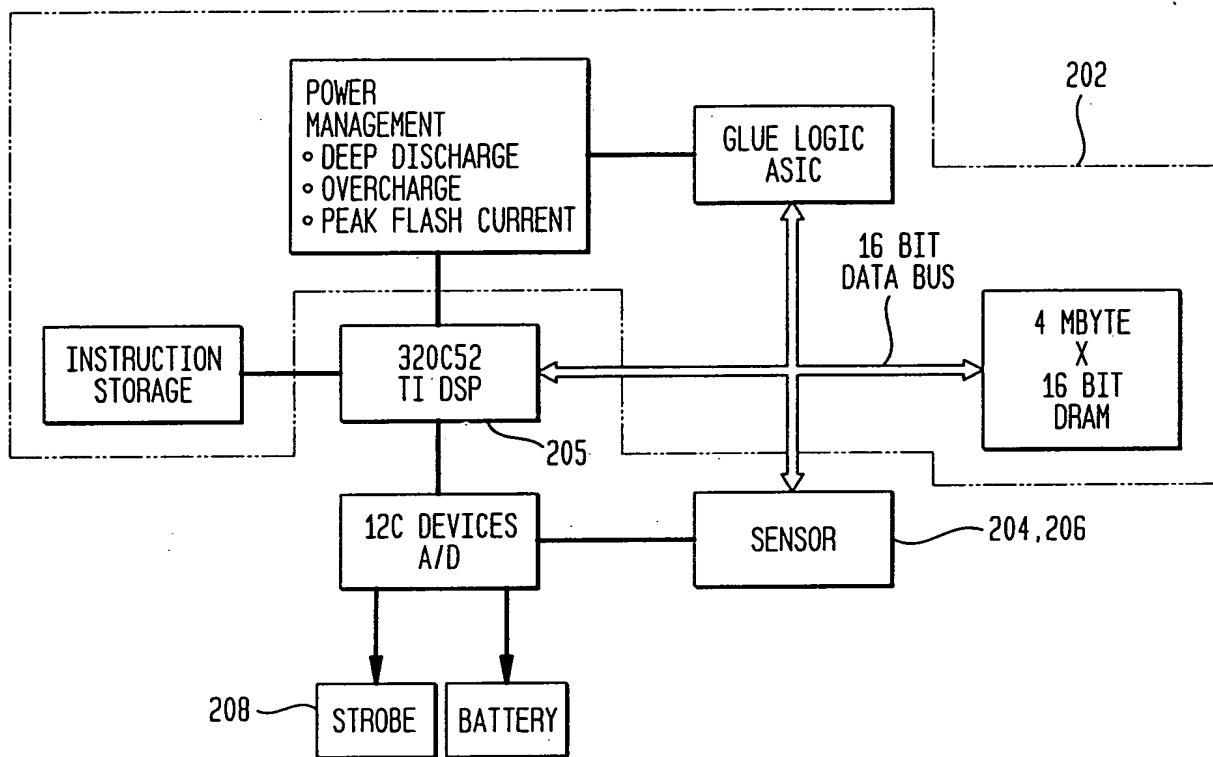 202
POWER
MANAGEMENT
○ DEEP DISCHARGE
○ OVERCHARGE
○ PEAK FLASH CURRENT
GLUE LOGIC
ASIC
16 BIT
DATA BUS
INSTRUCTION
STORAGE
320C52
TI DSP
205
4 MBYTE
X
16 BIT
DRAM
12C DEVICES
A/D
SENSOR
204,206
208
STROBE
BATTERY